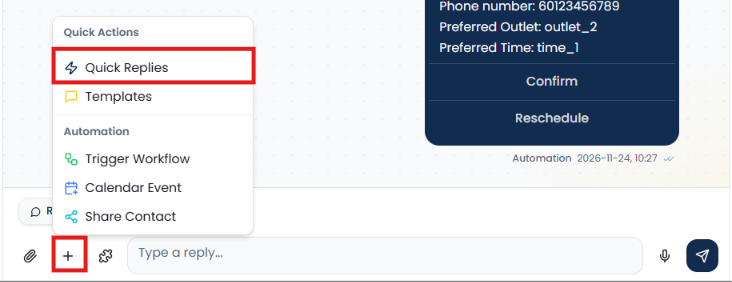 Phone number: 60123456789
Preferred Outlet: outlet_2
Preferred Time: time_1
Confirm
Reschedule
Automation 2026-11-24, 10:27
Quick Actions
Quick Replies
Templates
Automation
Trigger Workflow
Calendar Event
Share Contact
Type a reply...